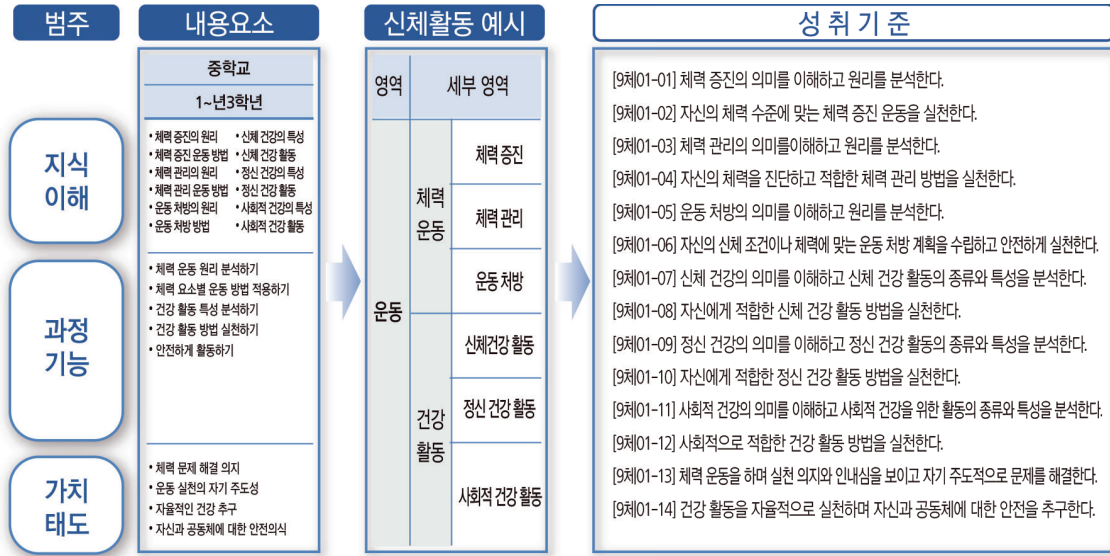 범주
내용요소
신체활동 예시
성 취 기 준
중학교
1~년3학년
지식
이해
• 체력 증진의 원리 • 신체 건강의 특성
• 체력 증진 운동 방법 • 신체 건강 활동
• 체력 관리의 원리 • 정신 건강의 특성
• 체력 관리 운동 방법 • 정신 건강 활동
• 운동 처방의 원리 • 사회적 건강의 특성
• 운동 처방 방법 • 사회적 건강 활동
과정
기능
• 체력 운동 원리 분석하기
• 체력 요소별 운동 방법 적용하기
• 건강 활동 특성 분석하기
• 건강 활동 방법 실천하기
• 안전하게 활동하기
가치
태도
• 체력 문제 해결 의지
• 운동 실천의 자기 주도성
• 자율적인 건강 추구
• 자신과 공동체에 대한 안전의식
영역 세부 영역
운동
체력
운동
체력 증진
체력 관리
운동 처방
건강
활동
신체건강 활동
정신 건강 활동
사회적 건강 활동
[9체01-01] 체력 증진의 의미를 이해하고 원리를 분석한다.
[9체01-02] 자신의 체력 수준에 맞는 체력 증진 운동을 실천한다.
[9체01-03] 체력 관리의 의미를이해하고 원리를 분석한다.
[9체01-04] 자신의 체력을 진단하고 적합한 체력 관리 방법을 실천한다.
[9체01-05] 운동 처방의 의미를 이해하고 원리를 분석한다.
[9체01-06] 자신의 신체 조건이나 체력에 맞는 운동 처방 계획을 수립하고 안전하게 실천한다.
[9체01-07] 신체 건강의 의미를 이해하고 신체 건강 활동의 종류와 특성을 분석한다.
[9체01-08] 자신에게 적합한 신체 건강 활동 방법을 실천한다.
[9체01-09] 정신 건강의 의미를 이해하고 정신 건강 활동의 종류와 특성을 분석한다.
[9체01-10] 자신에게 적합한 정신 건강 활동 방법을 실천한다.
[9체01-11] 사회적 건강의 의미를 이해하고 사회적 건강을 위한 활동의 종류와 특성을 분석한다.
[9체01-12] 사회적으로 적합한 건강 활동 방법을 실천한다.
[9체01-13] 체력 운동을 하며 실천 의지와 인내심을 보이고 자기 주도적으로 문제를 해결한다.
[9체01-14] 건강 활동을 자율적으로 실천하며 자신과 공동체에 대한 안전을 추구한다.